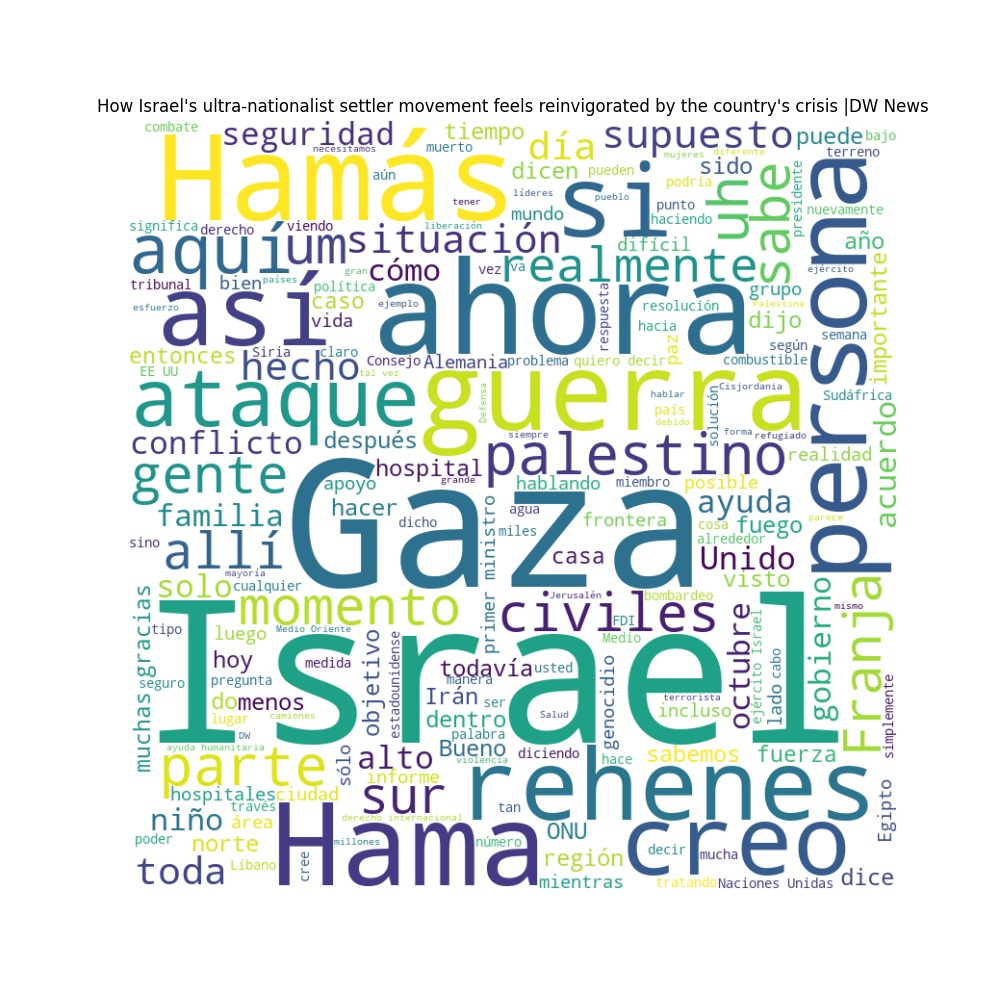 How Israel's ultra-nationalist settler movement feels reinvigorated by the country's crisis |DW News
combate
seguridad
necesitamos
muerto
tiempo
día
supuesto
puede
bajo
Hamás
aún
dicen
pueden
si
mujeres
diferente
sido
terreno
líderes
pueblo
podría
uh
sabe
presidente
persona
tener
mundo
punto
haciendo
nuevamente
significa
derecho
viendo
liberación
aquí
um
situación
difícil
año
tribunal
bien
países
gran
cómo
vez
va
realmente
ejército
política
esfuerzo
así
caso
ejemplo
ahora
respuesta
resolución
grupo
Palestina
importante
vida
hacia
paz
dijo
según
semana
entonces
Siria
claro
Consejo
Alemania
problema
quiero decir
combustible
EE UU
hecho
tal vez
Sudáfrica
ataque
guerra
Defensa
hablar
Cisjordania
país
debido
solución
acuerdo
conflicto
después
siempre
forma
refugiado
palestino
realidad
gente
hospital
grande
apoyo
hablando
miembro
posible
Gaza
hacer
agua
ayuda
familia
dicho
primer ministro
miles
frontera
cosa
fuego
parece
sino
allí
casa
alrededor
Unido
mayoría
solo
cualquier
visto
muchas gracias
momento
Jerusalén
bombardeo
civiles
FDI
octubre
gobierno
Franja
mismo
tipo
luego
Medio Oriente
Medio
ejército Israel
Israel
hoy
medida
objetivo
estadounidense
todavía
usted
genocidio
lado
cabo
simplemente
seguro
pregunta
manera
terrorista
do
menos
Irán
ser
incluso
lugar
camiones
dentro
Salud
DW
palabra
ayuda humanitaria
Bueno
diciendo
hace
sabemos
fuerza
parte
sólo
alto
violencia
informe
rehenes
Egipto
hospitales
ciudad
sur
través
tan
niño
área
Hama
derecho internacional
ONU
creo
poder
norte
millones
número
decir
mucha
toda
Líbano
cree
región
mientras
tratando
Naciones Unidas
dice